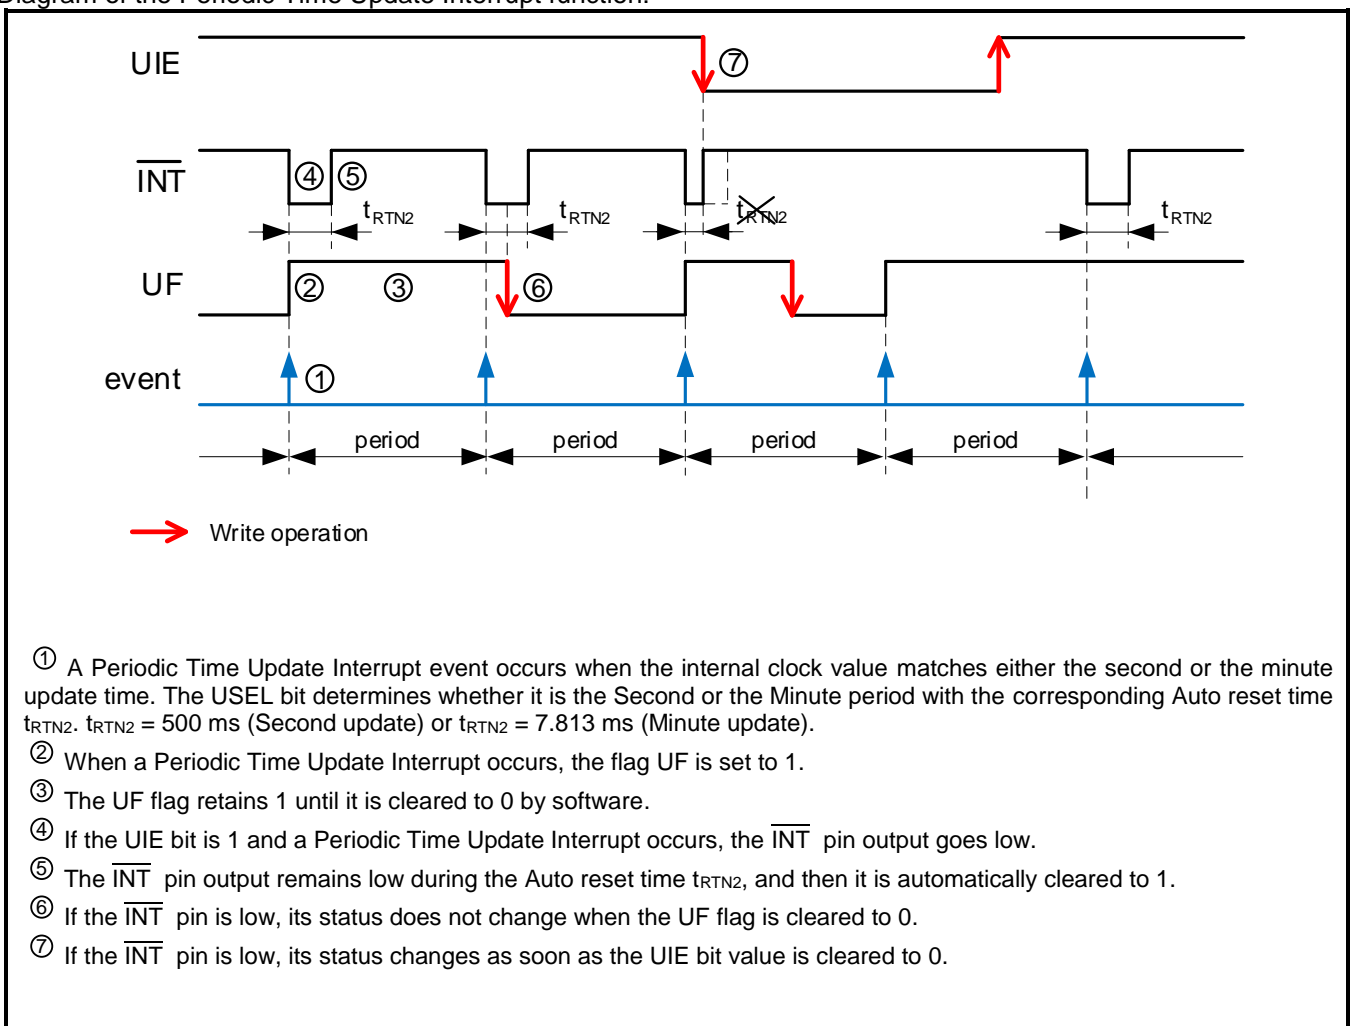 Diagram of the Periodic Time Update Interrupt function:
UIE
⑦
INT
④ ⑤
tRTN2 tRTN2 tRTN2 tRTN2
UF
② ③ ⑥
event
①
period period period period
Write operation
① A Periodic Time Update Interrupt event occurs when the internal clock value matches either the second or the minute
update time. The USEL bit determines whether it is the Second or the Minute period with the corresponding Auto reset time
tRTN2. tRTN2 = 500 ms (Second update) or tRTN2 = 7.813 ms (Minute update).
② When a Periodic Time Update Interrupt occurs, the flag UF is set to 1.
③ The UF flag retains 1 until it is cleared to 0 by software.
④ If the UIE bit is 1 and a Periodic Time Update Interrupt occurs, the INT pin output goes low.
⑤ The INT pin output remains low during the Auto reset time tRTN2, and then it is automatically cleared to 1.
⑥ If the INT pin is low, its status does not change when the UF flag is cleared to 0.
⑦ If the INT pin is low, its status changes as soon as the UIE bit value is cleared to 0.